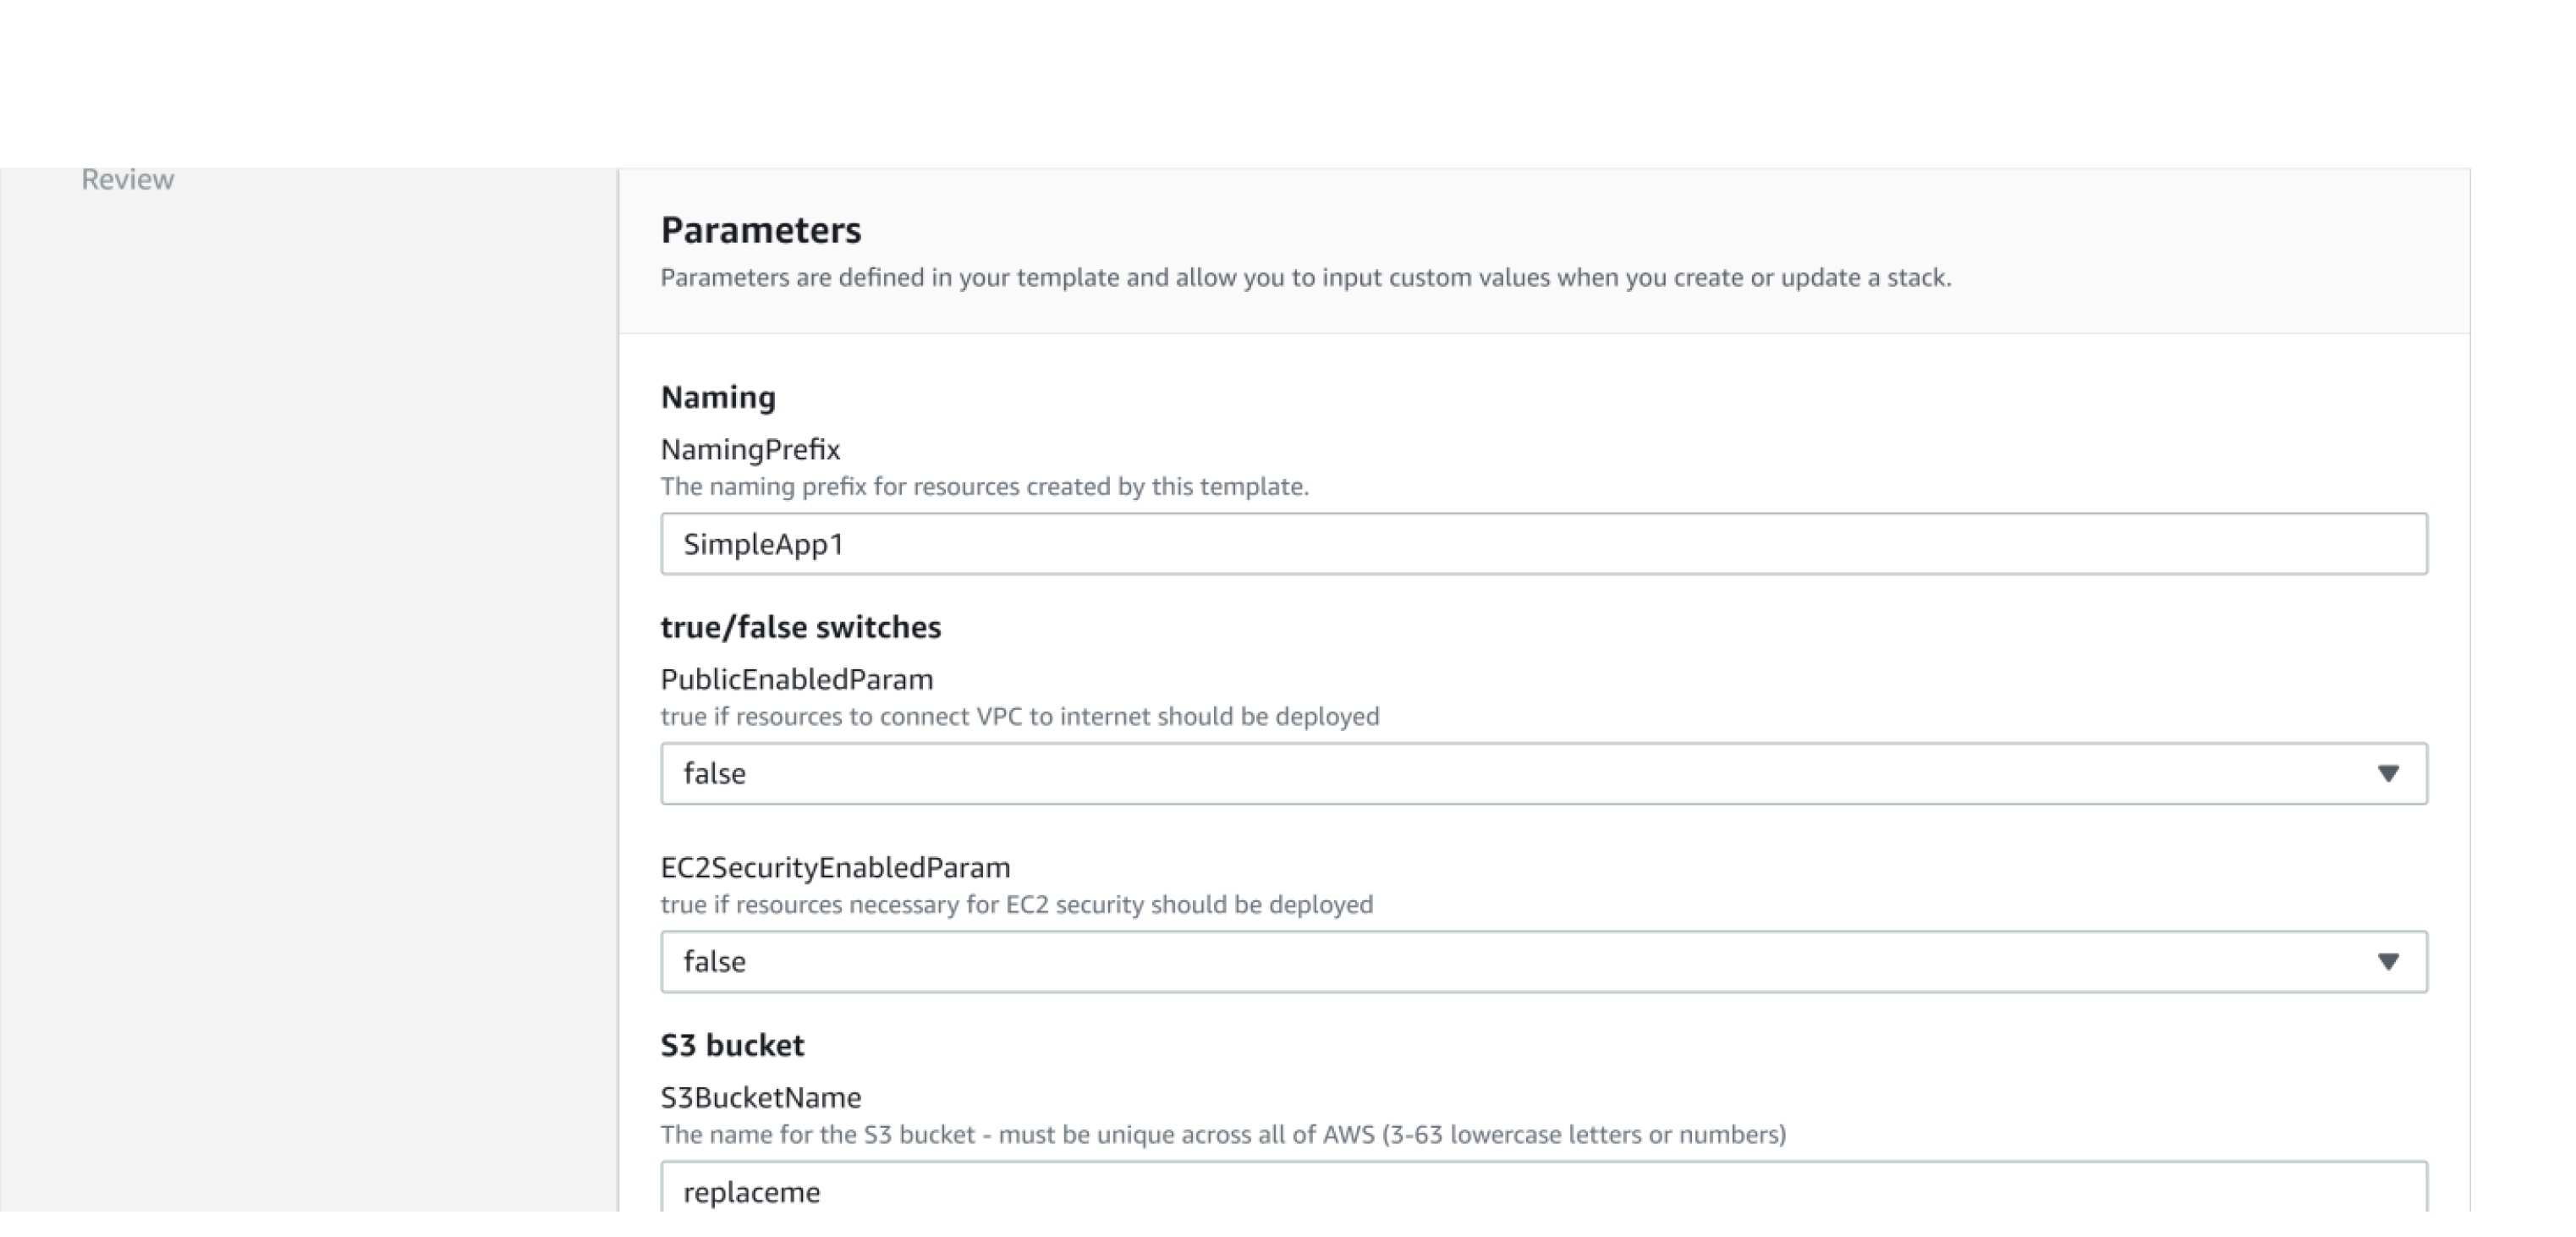 Review
Parameters
Parameters are defined in your template and allow you to input custom values when you create or update a stack.
Naming
NamingPrefix
The naming prefix for resources created by this template.
SimpleApp1
true/false switches
PublicEnabledParam
true if resources to connect VPC to internet should be deployed
false
EC2SecurityEnabledParam
true if resources necessary for EC2 security should be deployed
false
S3 bucket
S3BucketName
The name for the S3 bucket - must be unique across all of AWS (3-63 lowercase letters or numbers)
replaceme